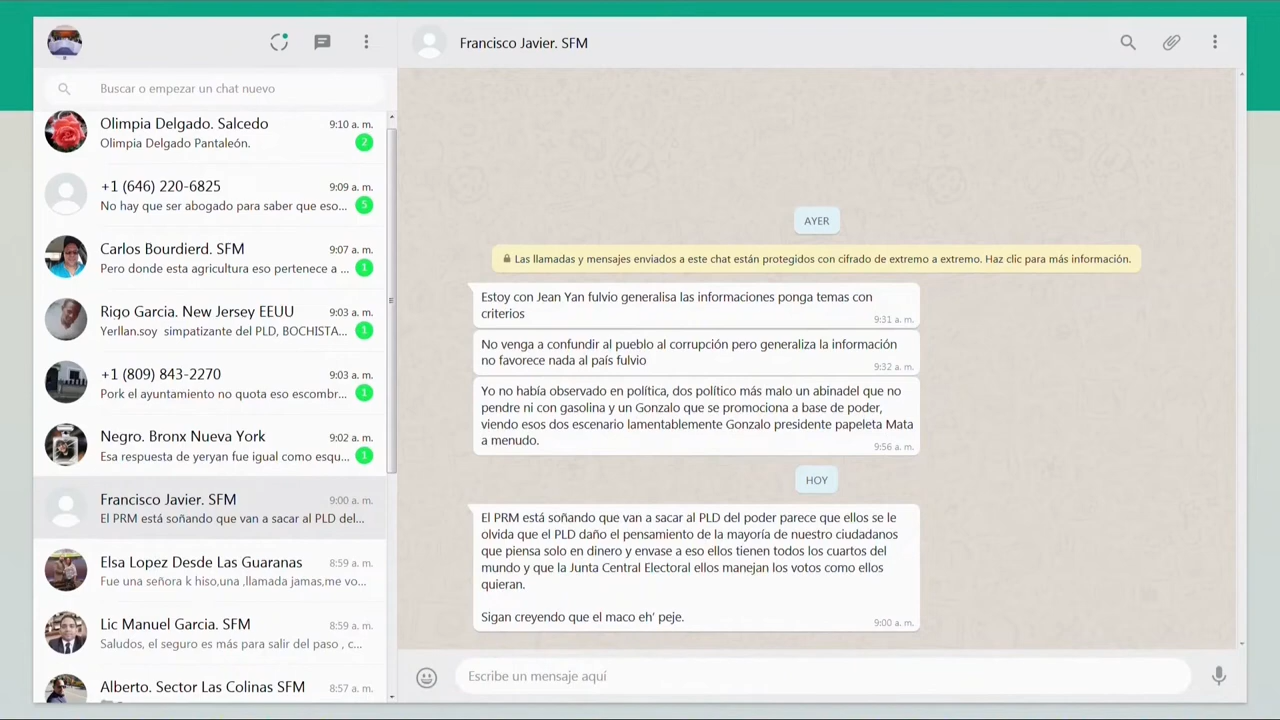 Buscar o empezar un chat nuevo
Olimpia Delgado. Salcedo
9:10 a. m.
Olimpia Delgado Pantaleón.
2
+1 (646) 220-6825
9:09 a. m.
No hay que ser abogado para saber que eso...
5
Carlos Bourdierd. SFM
9:07 a. m.
Pero donde esta agricultura eso pertenece a ...
1
Rigo Garcia. New Jersey EEUU
9:03 a. m.
Yerllan.soy simpatizante del PLD, BOCHISTA...
1
+1 (809) 843-2270
9:03 a. m.
Pork el ayuntamiento no quota eso escombr...
1
Negro. Bronx Nueva York
9:02 a. m.
Esa respuesta de yeryan fue igual como esqu...
1
Francisco Javier. SFM
9:00 a. m.
El PRM está soñando que van a sacar al PLD del...
Elsa Lopez Desde Las Guaranas
8:59 a. m.
Fue una señora k hiso,una ,llamada jamas,me vo...
Lic Manuel Garcia. SFM
8:59 a. m.
Saludos, el seguro es más para salir del paso , c...
Alberto. Sector Las Colinas SFM
8:57 a. m.
Francisco Javier. SFM
AYER
Las llamadas y mensajes enviados a este chat están protegidos con cifrado de extremo a extremo. Haz clic para más información.
Estoy con Jean Yan fulvio generalisa las informaciones ponga temas con
criterios
9:31 a. m.
No venga a confundir al pueblo al corrupción pero generaliza la información
no favorece nada al país fulvio
9:32 a. m.
Yo no había observado en política, dos político más malo un abinadel que no
pendre ni con gasolina y un Gonzalo que se promociona a base de poder,
viendo esos dos escenario lamentablemente Gonzalo presidente papeleta Mata
a menudo.
9:56 a. m.
HOY
El PRM está soñando que van a sacar al PLD del poder parece que ellos se le
olvida que el PLD daño el pensamiento de la mayoría de nuestro ciudadanos
que piensa solo en dinero y envase a eso ellos tienen todos los cuartos del
mundo y que la Junta Central Electoral ellos manejan los votos como ellos
quieran.
Sigan creyendo que el maco eh' peje.
9:00 a. m.
Escribe un mensaje aquí